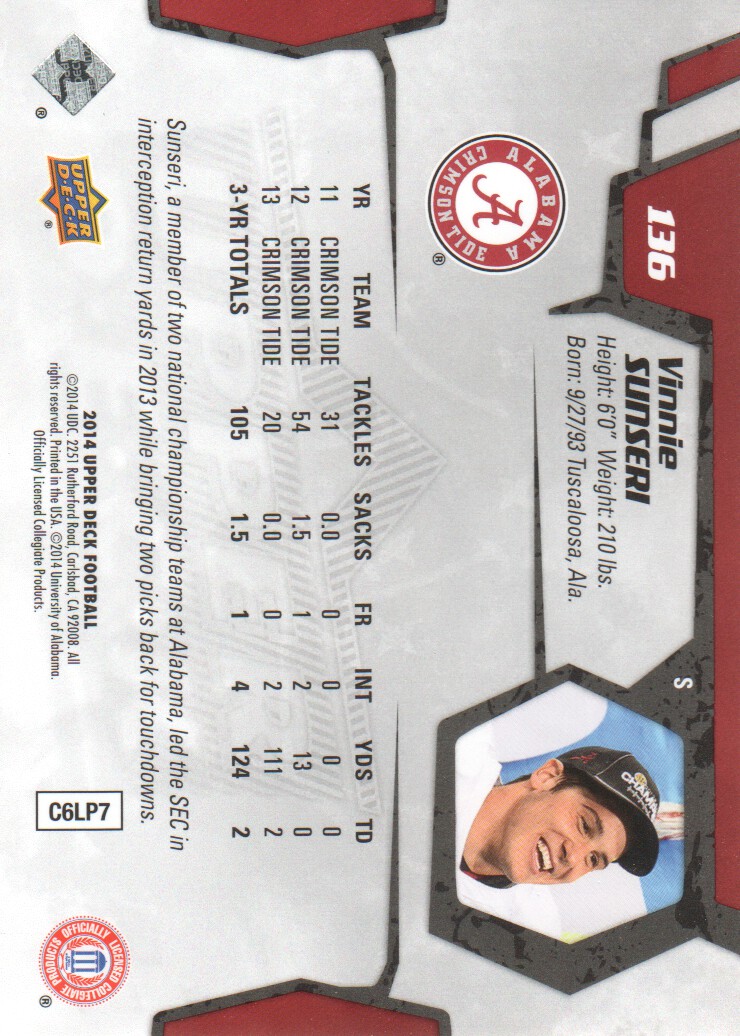 136
Vinnie
SUNSERI
Height: 6'0" Weight: 210 lbs.
Born: 9/27/93 Tuscaloosa, Ala.
S
ALABAMA
CRIMSON TIDE
A
®
CHAMP
YR TEAM TACKLES SACKS FR INT YDS TD
11 CRIMSON TIDE 31 0.0 0 0 0 0
12 CRIMSON TIDE 54 1.5 1 2 13 0
13 CRIMSON TIDE 20 0.0 0 2 111 2
3-YR TOTALS 105 1.5 1 4 124 2
Sunseri, a member of two national championship teams at Alabama, led the SEC in
interception return yards in 2013 while bringing two picks back for touchdowns.
®
UPPER
D·E·C·K
®
2014 UPPER DECK FOOTBALL
©2014 UDC. 2251 Rutherford Road, Carlsbad, CA 92008. All
rights reserved. Printed in the USA. ©2014 University of Alabama.
Officially Licensed Collegiate Products.
C6LP7
OFFICIALLY LICENSED
COLLEGIATE PRODUCTS
®